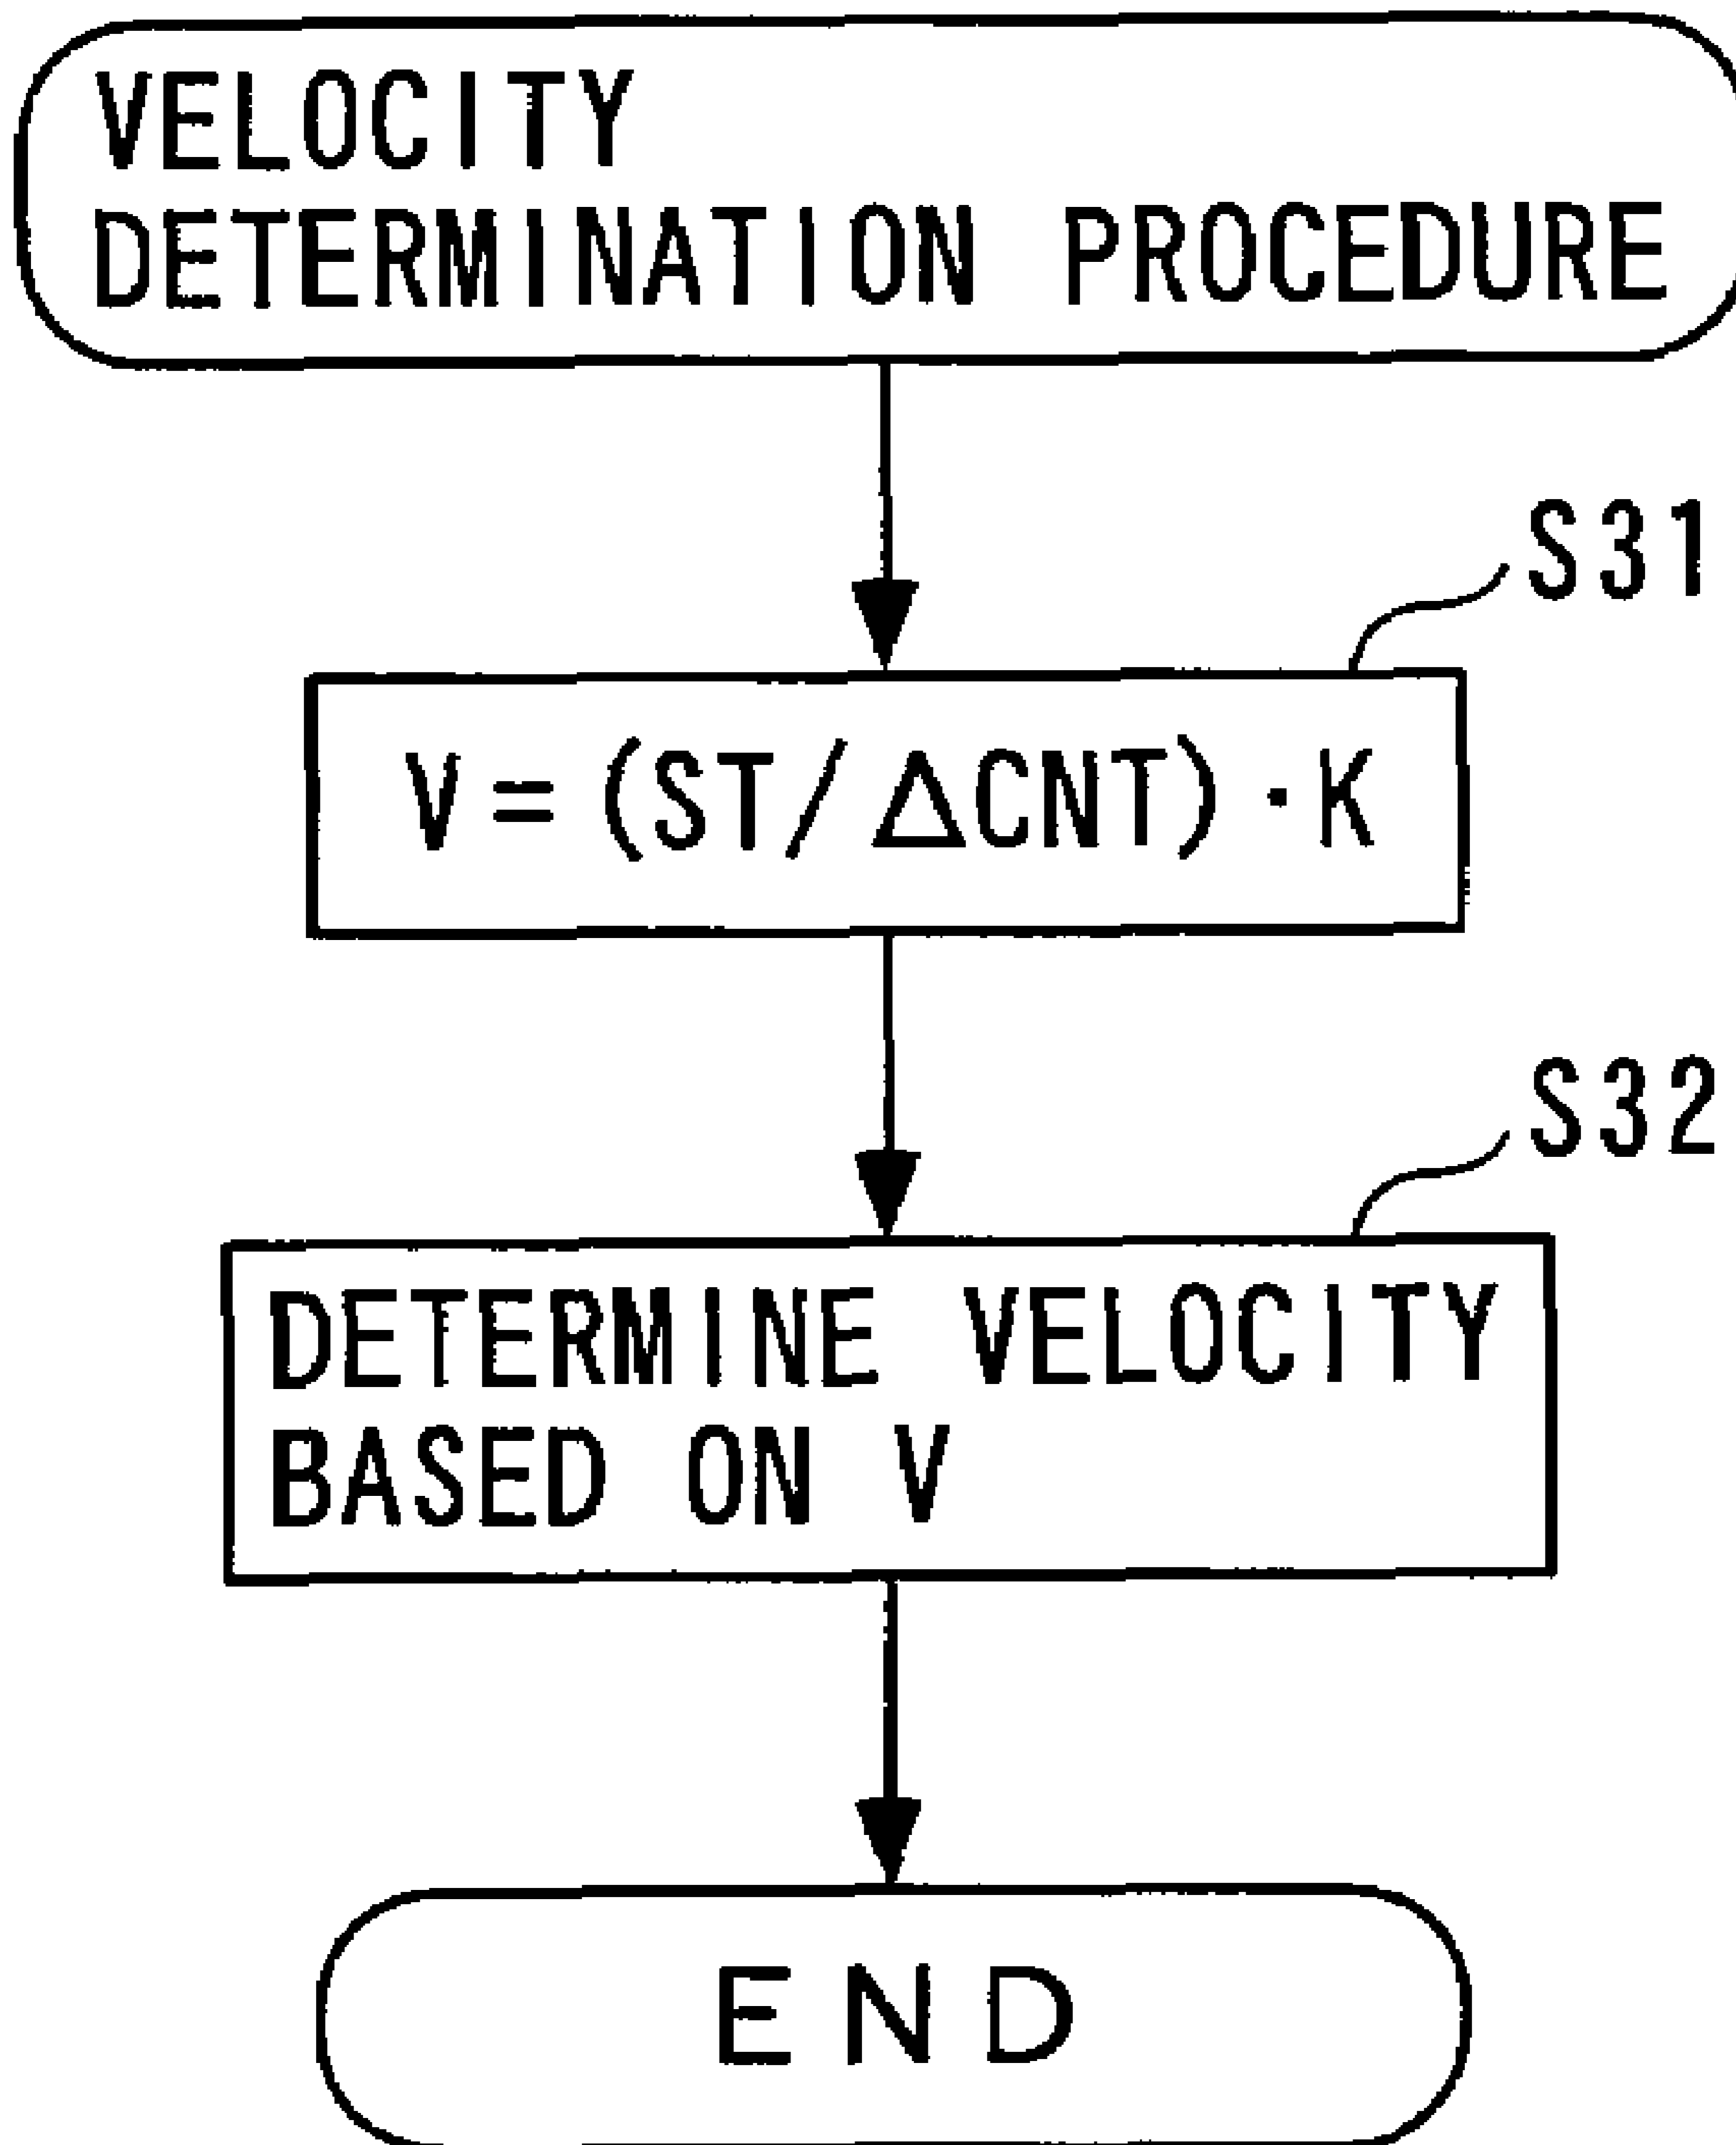 VELOCITY
DETERMINATION PROCEDURE
S31
V=(ST/ΔCNT)·K
S32
DETERMINE VELOCITY
BASED ON V
END